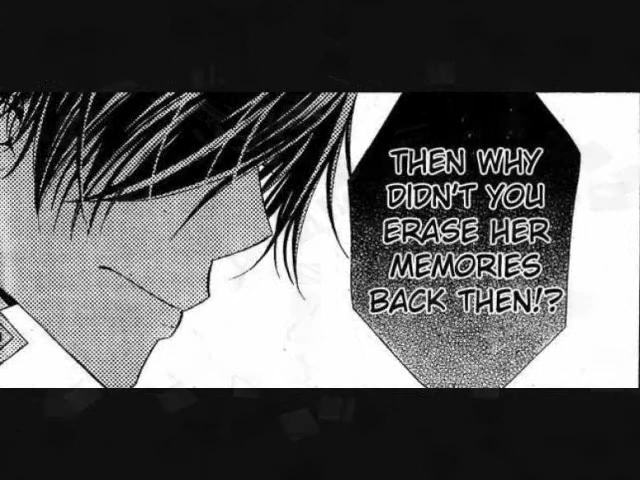 THEN WHY
DIDN'T YOU
ERASE HER
MEMORIES
BACK THEN!?